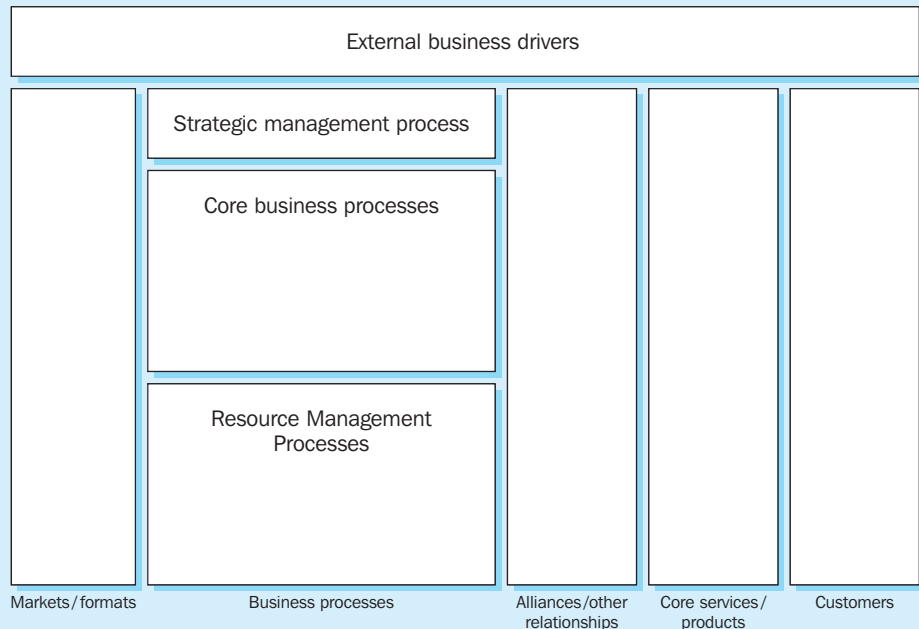 External business drivers
Strategic management process
Core business processes
Resource Management
Processes
Markets/formats
Business processes
Alliances/other
relationships
Core services/
products
Customers